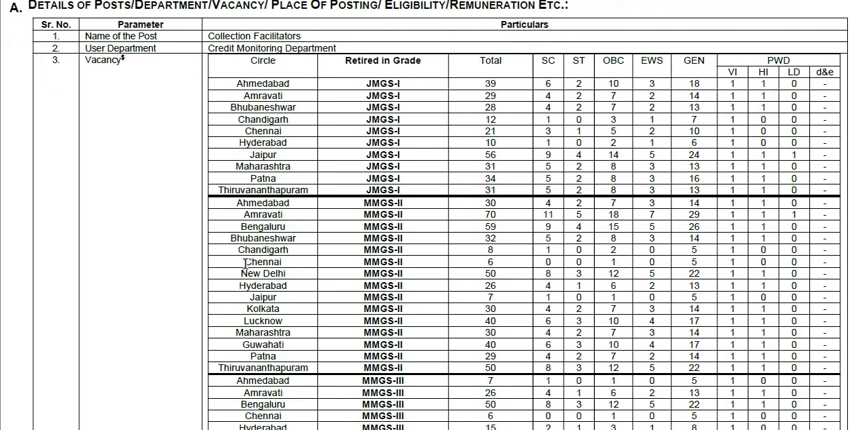 A. DETAILS OF POSTS/DEPARTMENT/VACANCY/ PLACE OF POSTING/ ELIGIBILITY/REMUNERATION ETC.:
Sr. No. Parameter Particulars
1. Name of the Post Collection Facilitators
2. User Department Credit Monitoring Department
3. Vacancy$ Circle Retired in Grade Total SC ST OBC EWS GEN PWD
VI HI LD d&e
Ahmedabad JMGS-I 39 6 2 10 3 18 1 1 0 -
Amravati JMGS-I 29 4 2 7 2 14 1 1 0 -
Bhubaneshwar JMGS-I 28 4 2 7 2 13 1 1 0 -
Chandigarh JMGS-I 12 1 0 3 1 7 1 0 0 -
Chennai JMGS-I 21 3 1 5 2 10 1 0 0 -
Hyderabad JMGS-I 10 1 0 2 1 6 1 0 0 -
Jaipur JMGS-I 56 9 4 14 5 24 1 1 1 -
Maharashtra JMGS-I 31 5 2 8 3 13 1 1 0 -
Patna JMGS-I 34 5 2 8 3 16 1 1 0 -
Thiruvananthapuram JMGS-I 31 5 2 8 3 13 1 1 0 -
Ahmedabad MMGS-II 30 4 2 7 3 14 1 1 0 -
Amravati MMGS-II 70 11 5 18 7 29 1 1 1 -
Bengaluru MMGS-II 59 9 4 15 5 26 1 1 0 -
Bhubaneshwar MMGS-II 32 5 2 8 3 14 1 1 0 -
Chandigarh MMGS-II 8 1 0 2 0 5 1 0 0 -
Chennai MMGS-II 6 0 0 1 0 5 1 0 0 -
New Delhi MMGS-II 50 8 3 12 5 22 1 1 0 -
Hyderabad MMGS-II 26 4 1 6 2 13 1 1 0 -
Jaipur MMGS-II 7 1 0 1 0 5 1 0 0 -
Kolkata MMGS-II 30 4 2 7 3 14 1 1 0 -
Lucknow MMGS-II 40 6 3 10 4 17 1 1 0 -
Maharashtra MMGS-II 30 4 2 7 3 14 1 1 0 -
Guwahati MMGS-II 40 6 3 10 4 17 1 1 0 -
Patna MMGS-II 29 4 2 7 2 14 1 1 0 -
Thiruvananthapuram MMGS-II 50 8 3 12 5 22 1 1 0 -
Ahmedabad MMGS-III 7 1 0 1 0 5 1 0 0 -
Amravati MMGS-III 26 4 1 6 2 13 1 1 0 -
Bengaluru MMGS-III 50 8 3 12 5 22 1 1 0 -
Chennai MMGS-III 6 0 0 1 0 5 1 0 0 -
Hyderabad MMGS-III 15 2 1 3 1 8 1 0 0 -